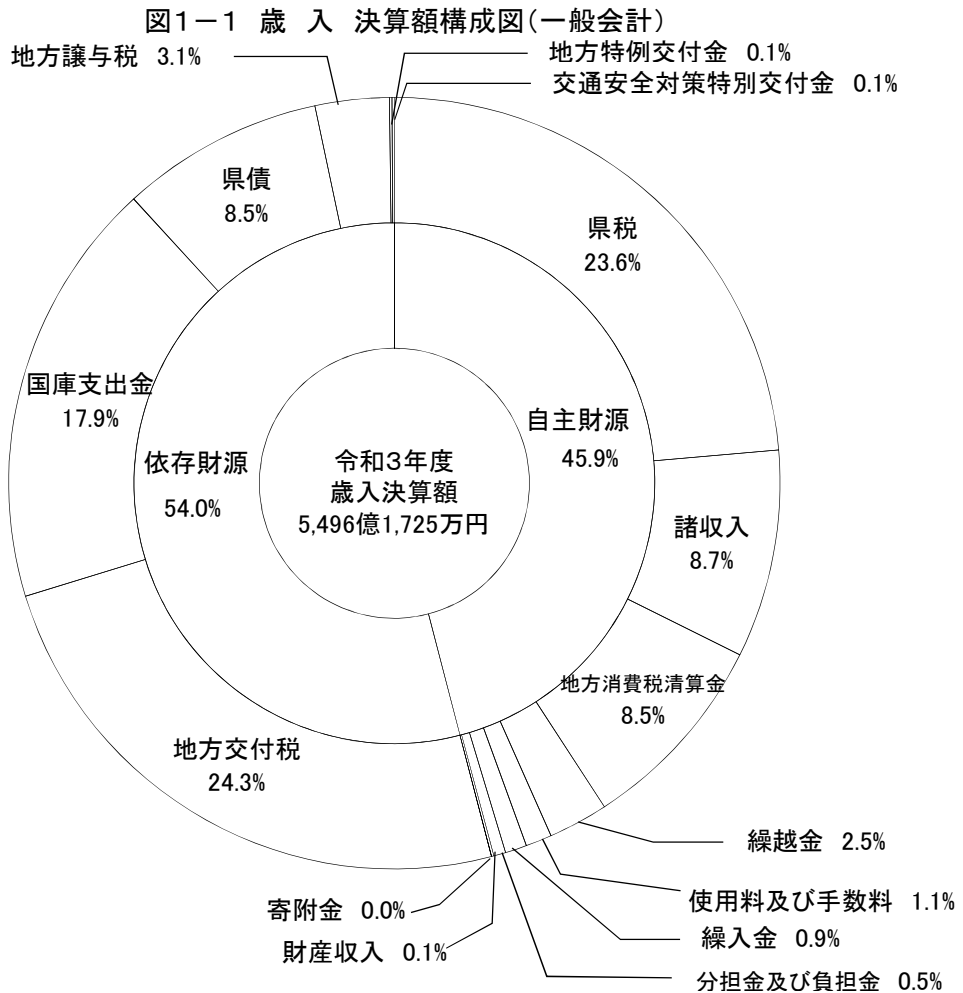 図1－1 歳 入 決算額構成図(一般会計)
地方譲与税 3.1%
地方特例交付金 0.1%
交通安全対策特別交付金 0.1%
県債
8.5%
県税
23.6%
国庫支出金
17.9%
依存財源
54.0%
令和3年度
歳入決算額
5,496億1,725万円
自主財源
45.9%
諸収入
8.7%
地方消費税清算金
8.5%
地方交付税
24.3%
繰越金 2.5%
使用料及び手数料 1.1%
繰入金 0.9%
分担金及び負担金 0.5%
寄附金 0.0%
財産収入 0.1%